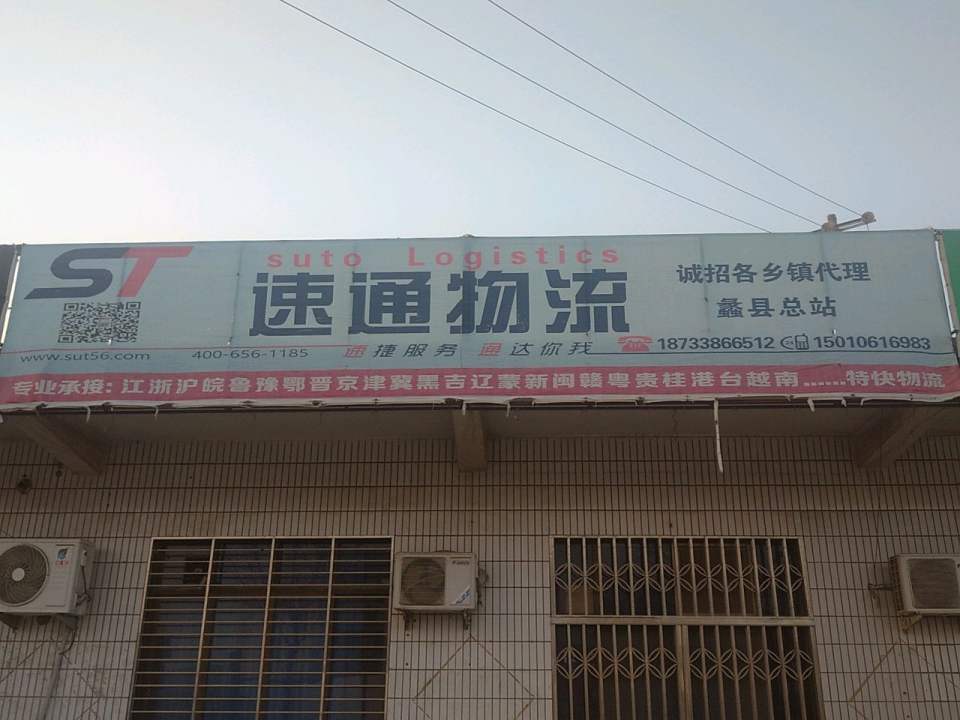 ST
suto Logistics
速通物流
诚招各乡镇代理
蠡县总站
www.sut56.com 400-656-1185 速捷服务 通达你我 18733866512 15010616983
专业承接:江浙沪皖鲁豫鄂晋京津冀黑吉辽蒙新闽赣粤贵桂港台越南......特快物流